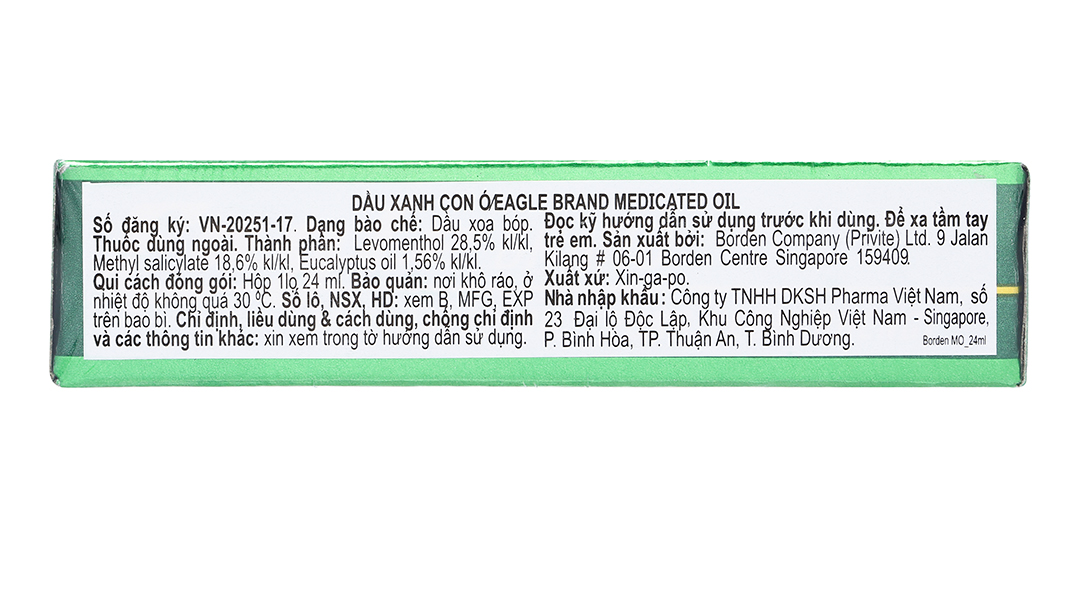 DẦU XANH CON Ó/EAGLE BRAND MEDICATED OIL
Số đăng ký: VN-20251-17. Dạng bào chế: Dầu xoa bóp.
Thuốc dùng ngoài. Thành phần: Levomenthol 28,5% kl/kl,
Methyl salicylate 18,6% kl/kl, Eucalyptus oil 1,56% kl/kl.
Qui cách đóng gói: Hộp 1lọ 24 ml. Bảo quản: nơi khô ráo, ở
nhiệt độ không quá 30 ºC. Số lô, NSX, HD: xem B, MFG, EXP
trên bao bì. Chỉ định, liều dùng & cách dùng, chống chỉ định
và các thông tin khác: xin xem trong tờ hướng dẫn sử dụng.
Đọc kỹ hướng dẫn sử dụng trước khi dùng. Để xa tầm tay
trẻ em. Sản xuất bởi: Borden Company (Privite) Ltd. 9 Jalan
Kilang # 06-01 Borden Centre Singapore 159409.
Xuất xứ: Xin-ga-po.
Nhà nhập khẩu: Công ty TNHH DKSH Pharma Việt Nam, số
23 Đại lộ Độc Lập, Khu Công Nghiệp Việt Nam - Singapore,
P. Bình Hòa, TP. Thuận An, T. Bình Dương.
Borden MO_24ml